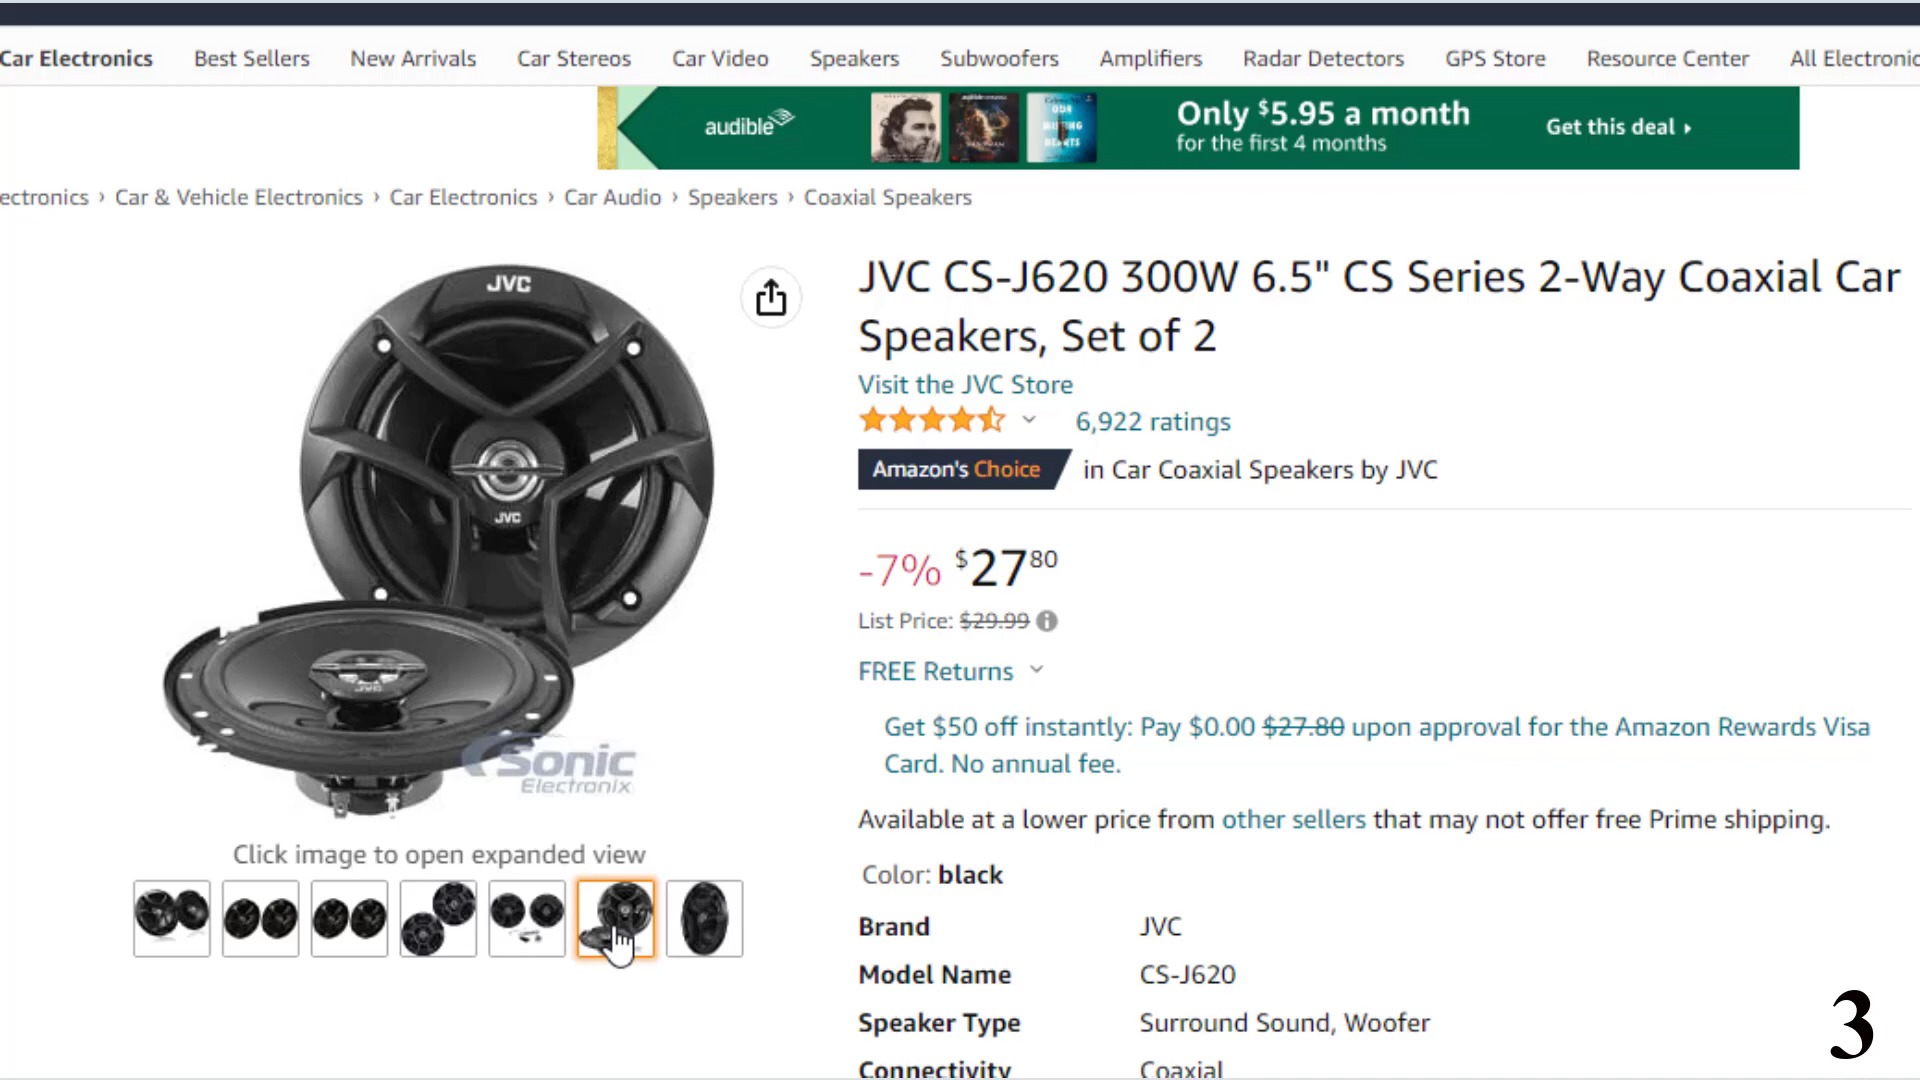 Car Electronics Best Sellers New Arrivals Car Stereos Car Video Speakers Subwoofers Amplifiers Radar Detectors GPS Store Resource Center All Electronic
audible Only $5.95 a month
for the first 4 months
Get this deal
ectronics › Car & Vehicle Electronics › Car Electronics › Car Audio › Speakers › Coaxial Speakers
JVC
JVC
JVC
Sonic
Electronix
Click image to open expanded view
JVC CS-J620 300W 6.5" CS Series 2-Way Coaxial Car
Speakers, Set of 2
Visit the JVC Store
6,922 ratings
Amazon's Choice in Car Coaxial Speakers by JVC
-7% $27 80
List Price: $29.99
FREE Returns
Get $50 off instantly: Pay $0.00 $27.80 upon approval for the Amazon Rewards Visa
Card. No annual fee.
Available at a lower price from other sellers that may not offer free Prime shipping.
Color: black
Brand JVC
Model Name CS-J620
Speaker Type Surround Sound, Woofer
Connectivity Coaxial
3